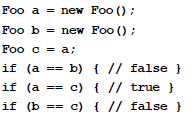 Foo a = new Foo();
Foo b = new Foo();
Foo c = a;
if (a == b) { // false }
if (a == c) { // true }
if (b == c) { // false }